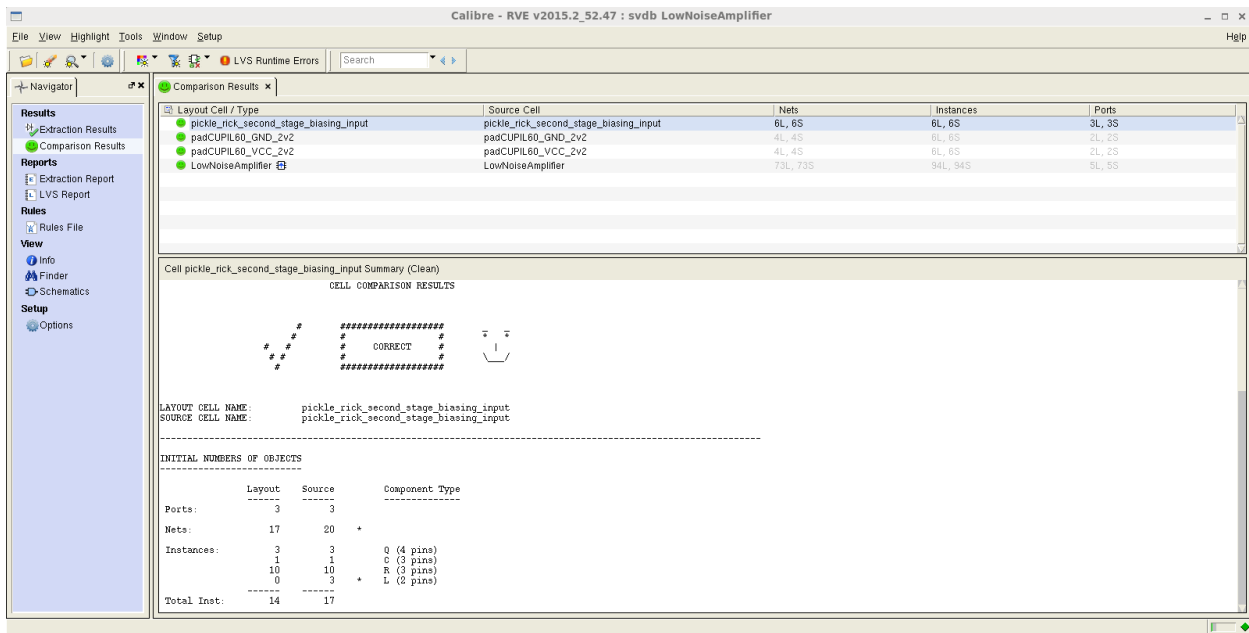 Calibre - RVE v2015.2_52.47 : svdb LowNoiseAmplifier
File View Highlight Tools Window Setup Help
LVS Runtime Errors Search
Navigator
Results
Extraction Results
Comparison Results
Reports
Extraction Report
LVS Report
Rules
Rules File
View
Info
Finder
Schematics
Setup
Options
Comparison Results
Layout Cell / Type Source Cell Nets Instances Ports
pickle_rick_second_stage_biasing_input pickle_rick_second_stage_biasing_input 6L, 6S 6L, 6S 3L, 3S
padCUPIL60_GND_2v2 padCUPIL60_GND_2v2 4L, 4S 6L, 6S 2L, 2S
padCUPIL60_VCC_2v2 padCUPIL60_VCC_2v2 4L, 4S 6L, 6S 2L, 2S
LowNoiseAmplifier LowNoiseAmplifier 73L, 73S 94L, 94S 5L, 5S
Cell pickle_rick_second_stage_biasing_input Summary (Clean)
CELL COMPARISON RESULTS
CORRECT
LAYOUT CELL NAME: pickle_rick_second_stage_biasing_input
SOURCE CELL NAME: pickle_rick_second_stage_biasing_input
INITIAL NUMBERS OF OBJECTS
Layout Source Component Type
Ports: 3 3
Nets: 17 20 *
Instances: 3 3 Q (4 pins)
1 1 C (3 pins)
10 10 R (3 pins)
0 3 * L (2 pins)
Total Inst: 14 17